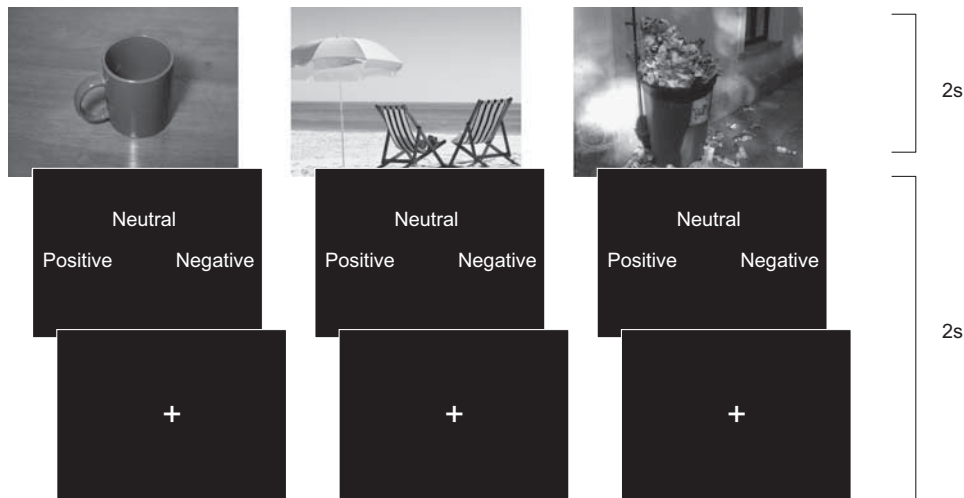 2s
Neutral Neutral Neutral
Positive Negative Positive Negative Positive Negative
2s
+ + +